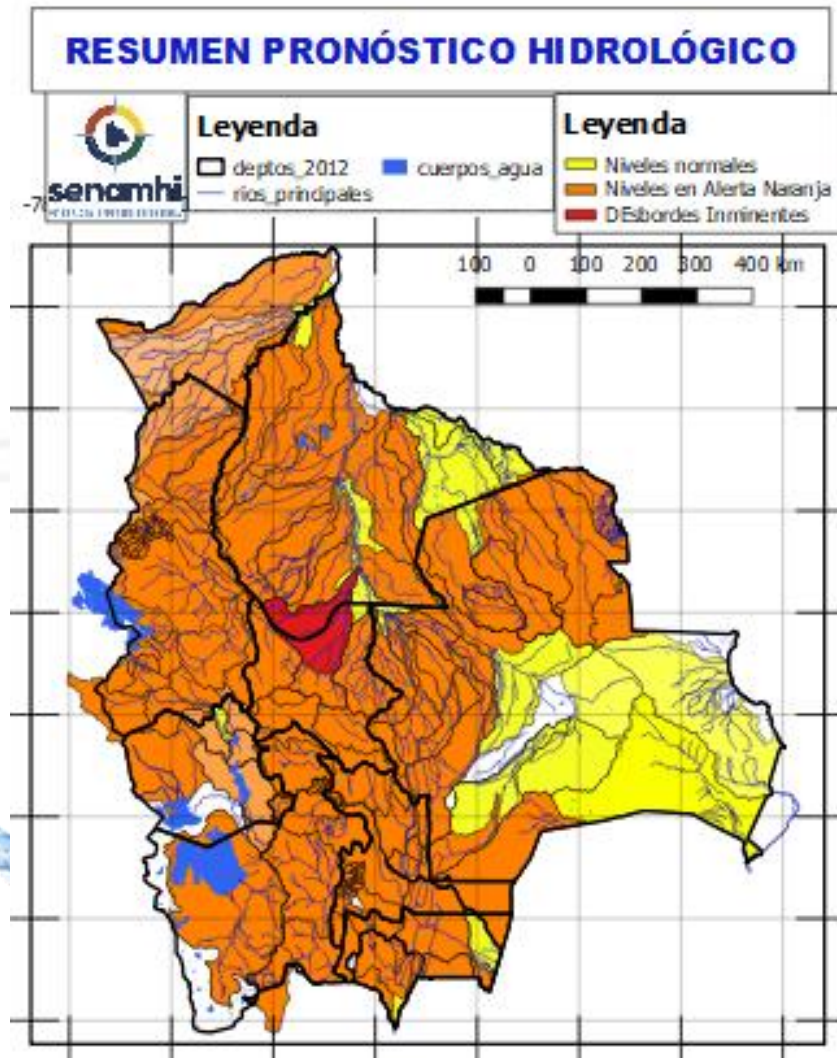 RESUMEN PRONÓSTICO HIDROLÓGICO
senamhi
Leyenda
deptos_2012
cuerpos_agua
rios_principales
Leyenda
Niveles normales
Niveles en Alerta Naranja
DEsbordes Inminentes
100 0 100 200 300 400 km